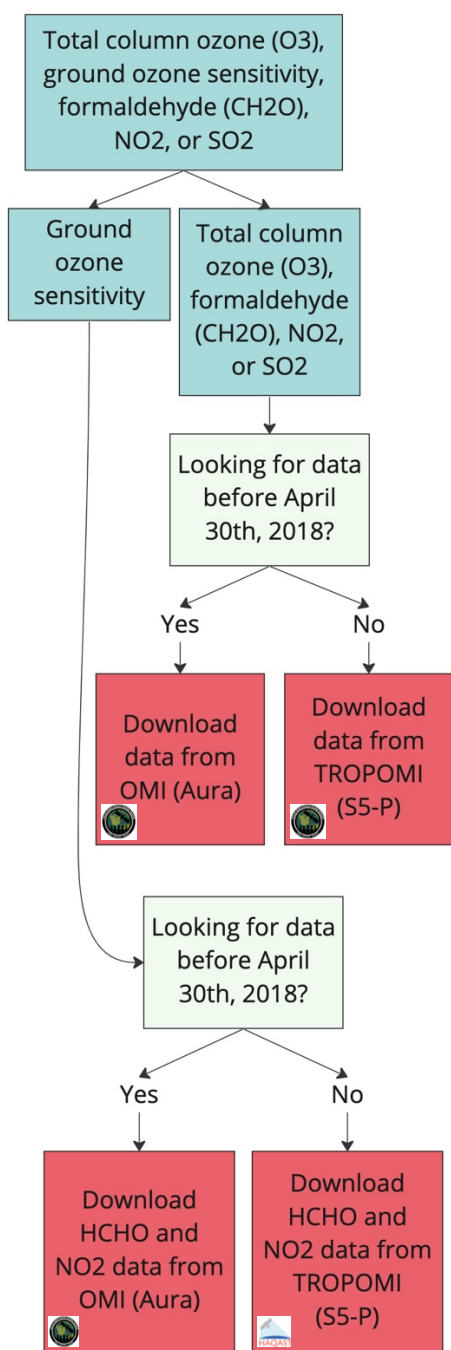 Total column ozone (O3),
ground ozone sensitivity,
formaldehyde (CH2O),
NO2, or SO2
Ground
ozone
sensitivity
Total column
ozone (O3),
formaldehyde
(CH2O), NO2,
or SO2
Looking for data
before April
30th, 2018?
Yes
No
Download
data from
OMI (Aura)
Download
data from
TROPOMI
(S5-P)
Looking for data
before April
30th, 2018?
Yes
No
Download
HCHO and
NO2 data from
OMI (Aura)
Download
HCHO and
NO2 data from
TROPOMI
(S5-P)
HAQAST